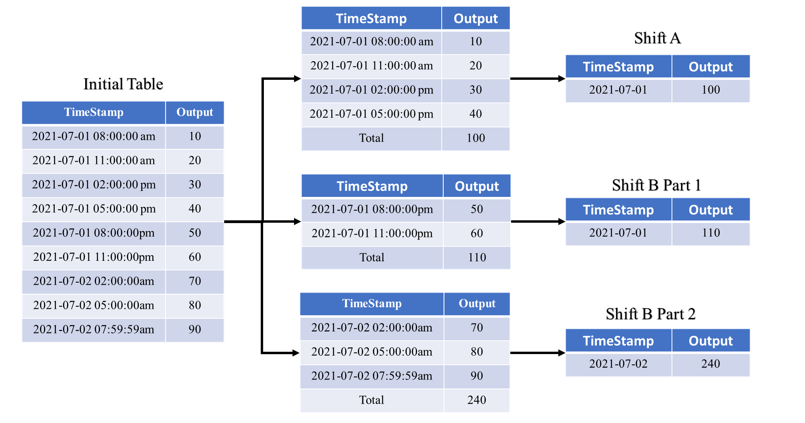 Initial Table
TimeStamp Output
2021-07-01 08:00:00 am 10
2021-07-01 11:00:00 am 20
2021-07-01 02:00:00 pm 30
2021-07-01 05:00:00 pm 40
2021-07-01 08:00:00pm 50
2021-07-01 11:00:00pm 60
2021-07-02 02:00:00am 70
2021-07-02 05:00:00am 80
2021-07-02 07:59:59am 90
TimeStamp Output
2021-07-01 08:00:00 am 10
2021-07-01 11:00:00 am 20
2021-07-01 02:00:00 pm 30
2021-07-01 05:00:00 pm 40
Total 100
Shift A
TimeStamp Output
2021-07-01 100
TimeStamp Output
2021-07-01 08:00:00pm 50
2021-07-01 11:00:00pm 60
Total 110
Shift B Part 1
TimeStamp Output
2021-07-01 110
TimeStamp Output
2021-07-02 02:00:00am 70
2021-07-02 05:00:00am 80
2021-07-02 07:59:59am 90
Total 240
Shift B Part 2
TimeStamp Output
2021-07-02 240